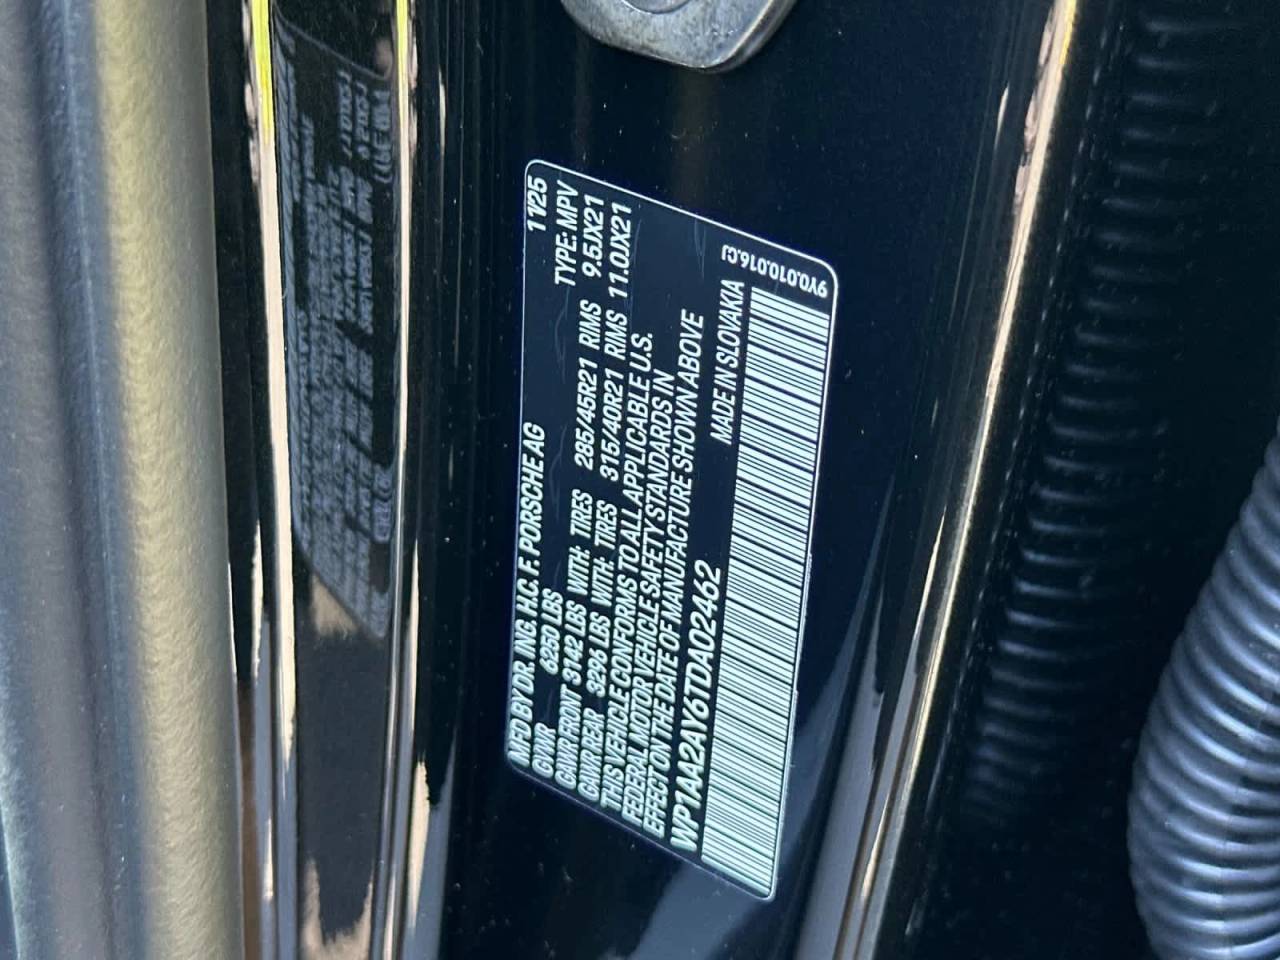 MFD BY DR. ING. H.C. F. PORSCHE AG 11/25
GVWR 6260 LBS TYPE: MPV
GAWR FRONT 3142 LBS WITH: TIRES 285/45R21 RIMS 9.5JX21
GAWR REAR 3296 LBS WITH: TIRES 315/40R21 RIMS 11.0JX21
THIS VEHICLE CONFORMS TO ALL APPLICABLE U.S.
FEDERAL MOTOR VEHICLE SAFETY STANDARDS IN
EFFECT ON THE DATE OF MANUFACTURE SHOWN ABOVE
WP1AA2AY6TDA02462 MADE IN SLOVAKIA
9Y0.010.016.CJ